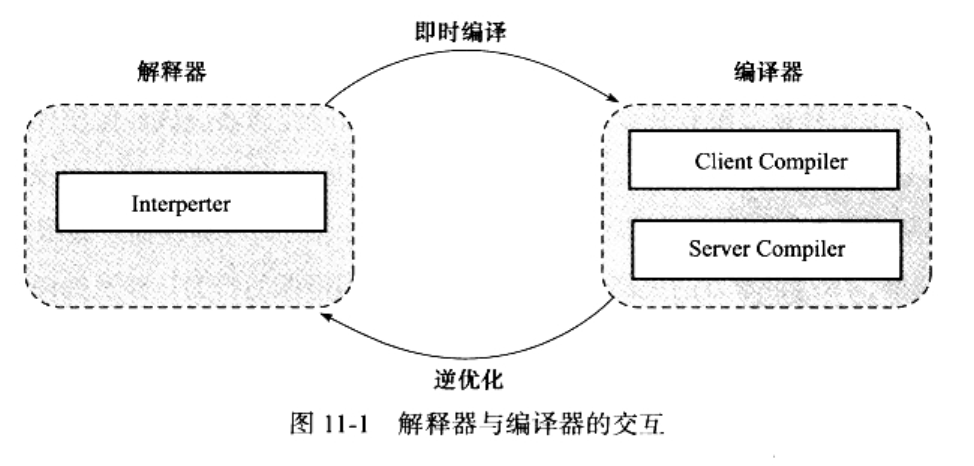 即时编译
解释器
编译器
Interperter
Client Compiler
Server Compiler
逆优化
图 11-1 解释器与编译器的交互